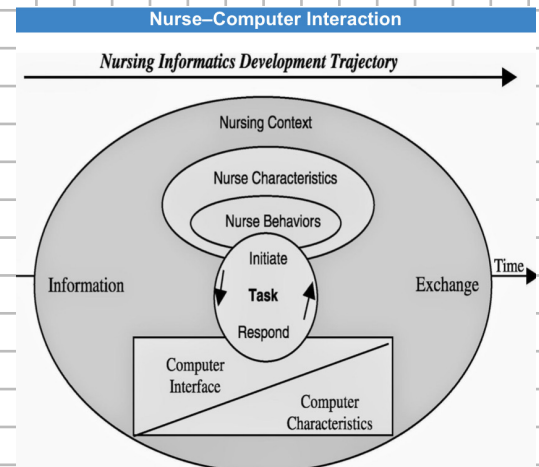 Nurse–Computer Interaction
Nursing Informatics Development Trajectory
Nursing Context
Nurse Characteristics
Nurse Behaviors
Initiate
Time
Information
Task
Exchange
Respond
Computer
Interface
Computer
Characteristics